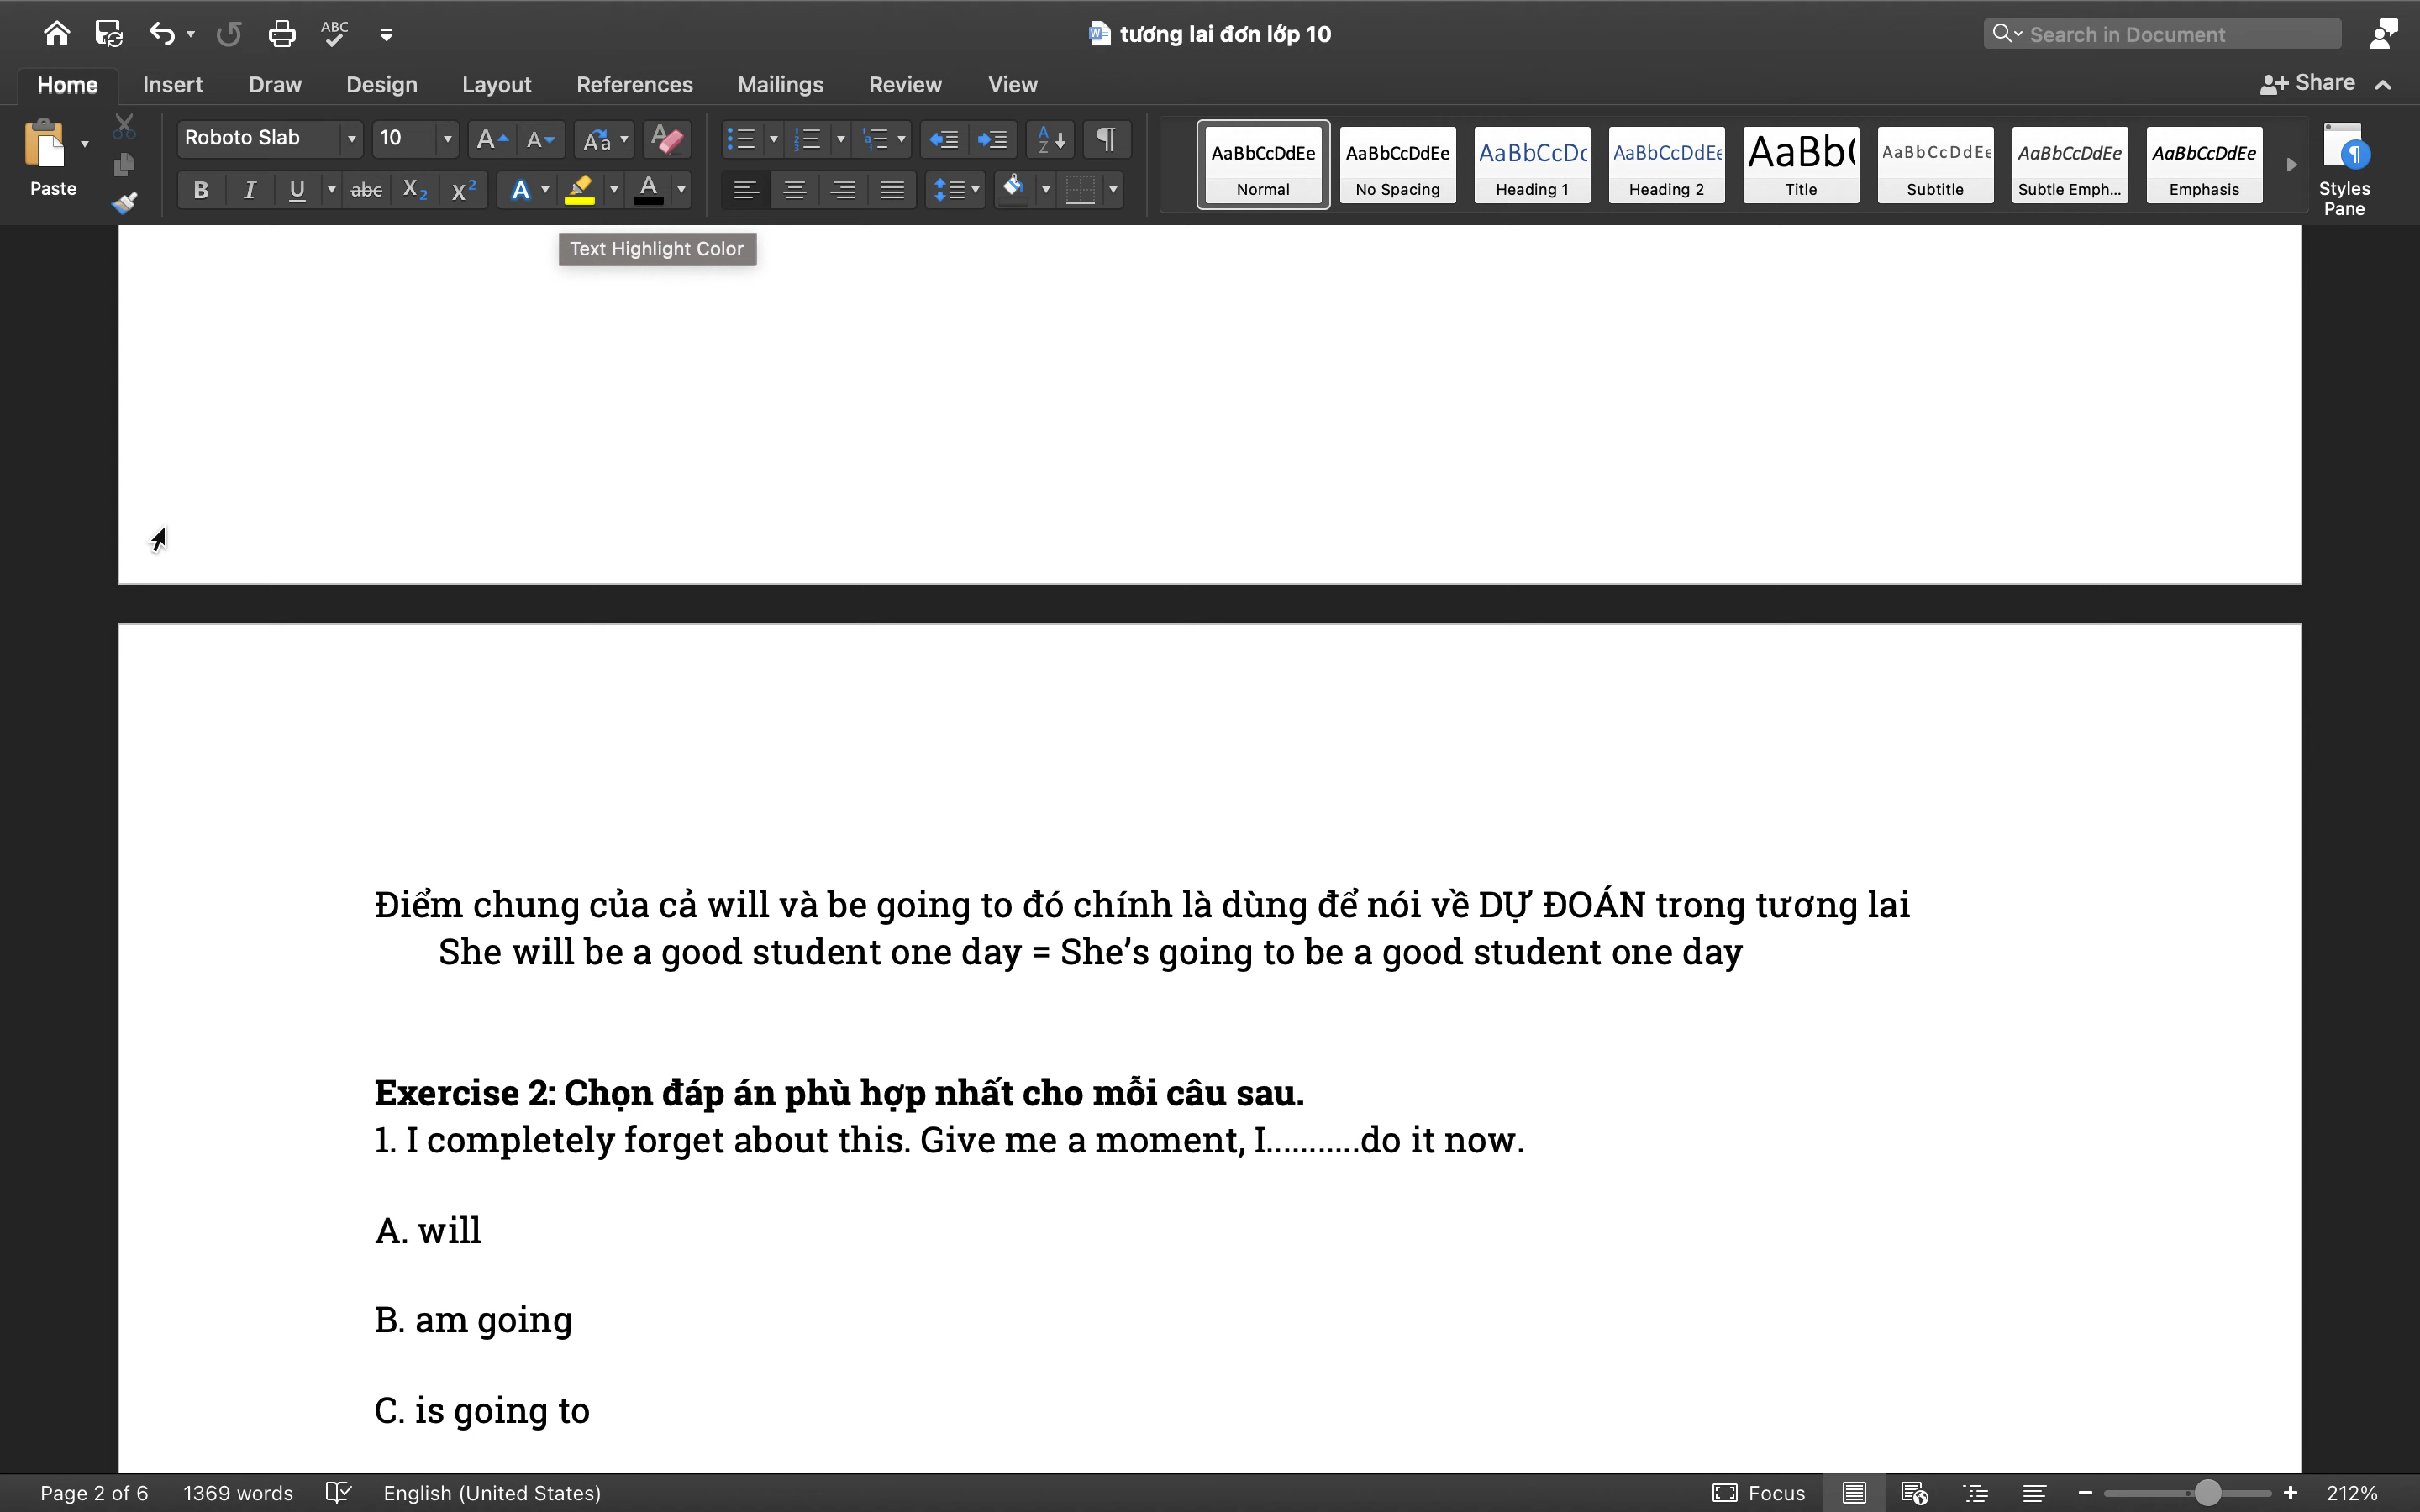 ABC
tương lai đơn lớp 10
Search in Document
Home Insert Draw Design Layout References Mailings Review View
Share
Paste
Roboto Slab
10
AaBbCcDdEe Normal
AaBbCcDdEe No Spacing
AaBbCcDc Heading 1
AaBbCcDdEe Heading 2
AaBb( Title
AaBbCcDdEe Subtitle
AaBbCcDdEe Subtle Emph...
AaBbCcDdEe Emphasis
Styles Pane
Text Highlight Color
Điểm chung của cả will và be going to đó chính là dùng để nói về DỰ ĐOÁN trong tương lai
She will be a good student one day = She’s going to be a good student one day
Exercise 2: Chọn đáp án phù hợp nhất cho mỗi câu sau.
1. I completely forget about this. Give me a moment, I...........do it now.
A. will
B. am going
C. is going to
Page 2 of 6 1369 words English (United States) Focus 212%